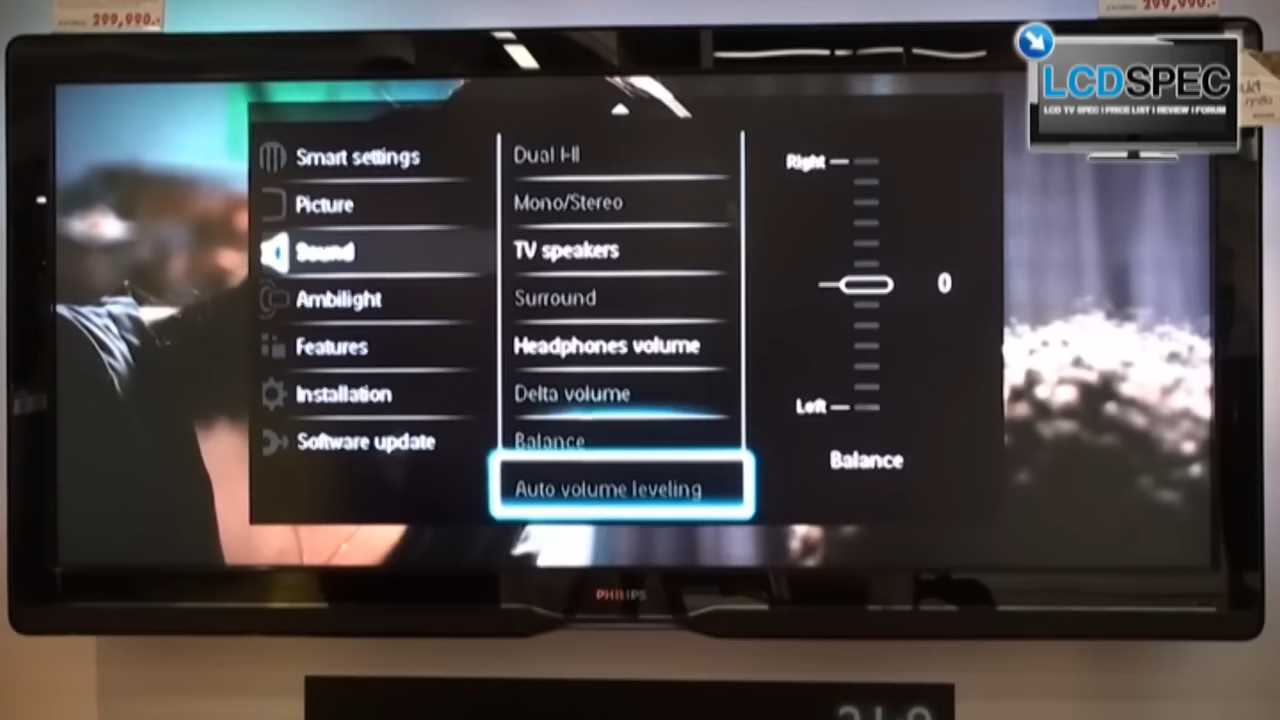 299,990.-
299,990.-
LCDSPEC
LCD TV SPEC | PRICE LIST | REVIEW | FORUM
Smart settings
Picture
Sound
Ambilight
Features
Installation
Software update
Dual I-II
Mono/Stereo
TV speakers
Surround
Headphones volume
Delta volume
Balance
Auto volume leveling
Right
0
Left
Balance
PHILIPS